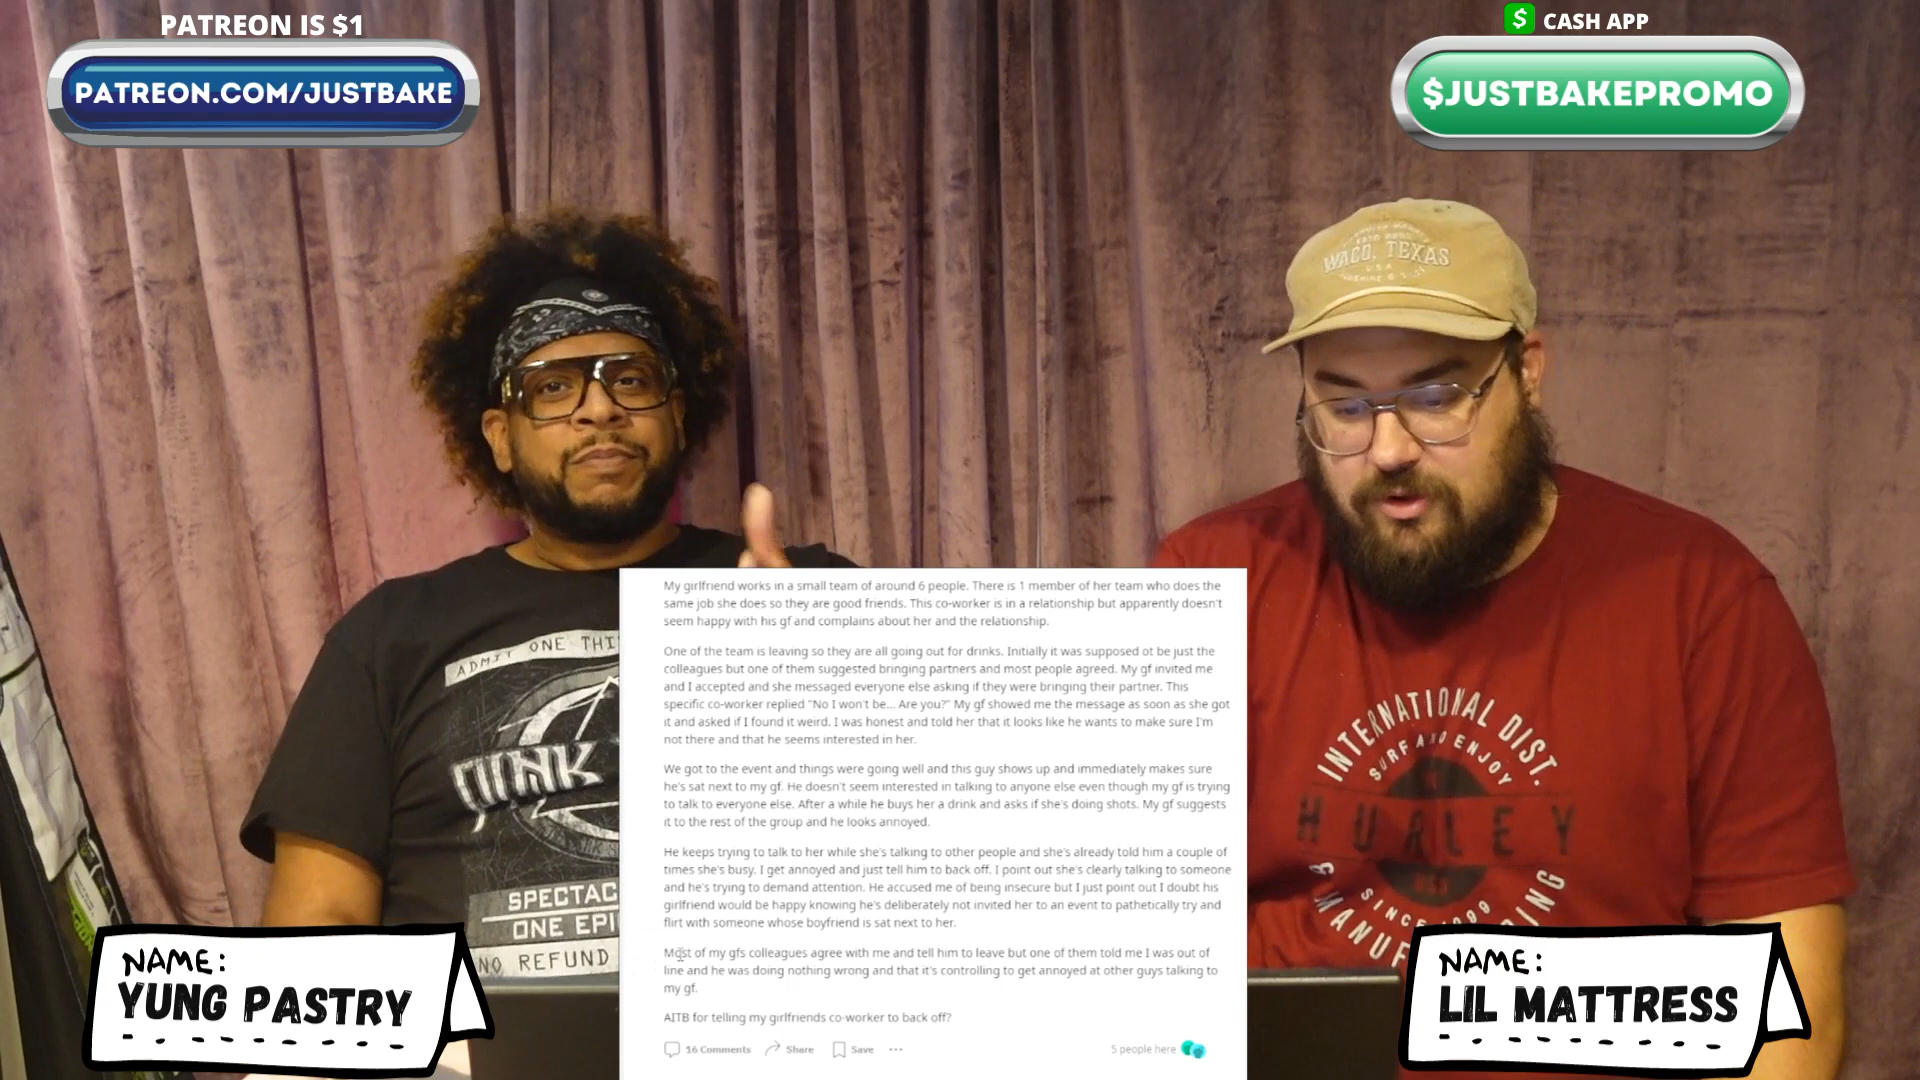 PATREON IS $1
PATREON.COM/JUSTBAKE
$ CASH APP
$JUSTBAKEPROMO
WACO, TEXAS
USA
ADMIT ONE THI
SPECTAC
ONE EPI
NO REFUND
INTERNATIONAL DIST.
SURF AND ENJOY
HURLEY
SINCE 1999
& MANUF
My girlfriend works in a small team of around 6 people. There is 1 member of her team who does the
same job she does so they are good friends. This co-worker is in a relationship but apparently doesn't
seem happy with his gf and complains about her and the relationship.
One of the team is leaving so they are all going out for drinks. Initially it was supposed ot be just the
colleagues but one of them suggested bringing partners and most people agreed. My gf invited me
and I accepted and she messaged everyone else asking if they were bringing their partner. This
specific co-worker replied "No I won't be... Are you?" My gf showed me the message as soon as she got
it and asked if I found it weird. I was honest and told her that it looks like he wants to make sure I'm
not there and that he seems interested in her.
We got to the event and things were going well and this guy shows up and immediately makes sure
he's sat next to my gf. He doesn't seem interested in talking to anyone else even though my gf is trying
to talk to everyone else. After a while he buys her a drink and asks if she's doing shots. My gf suggests
it to the rest of the group and he looks annoyed.
He keeps trying to talk to her while she's talking to other people and she's already told him a couple of
times she's busy. I get annoyed and just tell him to back off. I point out she's clearly talking to someone
and he's trying to demand attention. He accused me of being insecure but I just point out I doubt his
girlfriend would be happy knowing he's deliberately not invited her to an event to pathetically try and
flirt with someone whose boyfriend is sat next to her.
Most of my gfs colleagues agree with me and tell him to leave but one of them told me I was out of
line and he was doing nothing wrong and that it's controlling to get annoyed at other guys talking to
my gf.
AITB for telling my girlfriends co-worker to back off?
16 Comments Share Save ...
5 people here
NAME:
YUNG PASTRY
NAME:
LIL MATTRESS